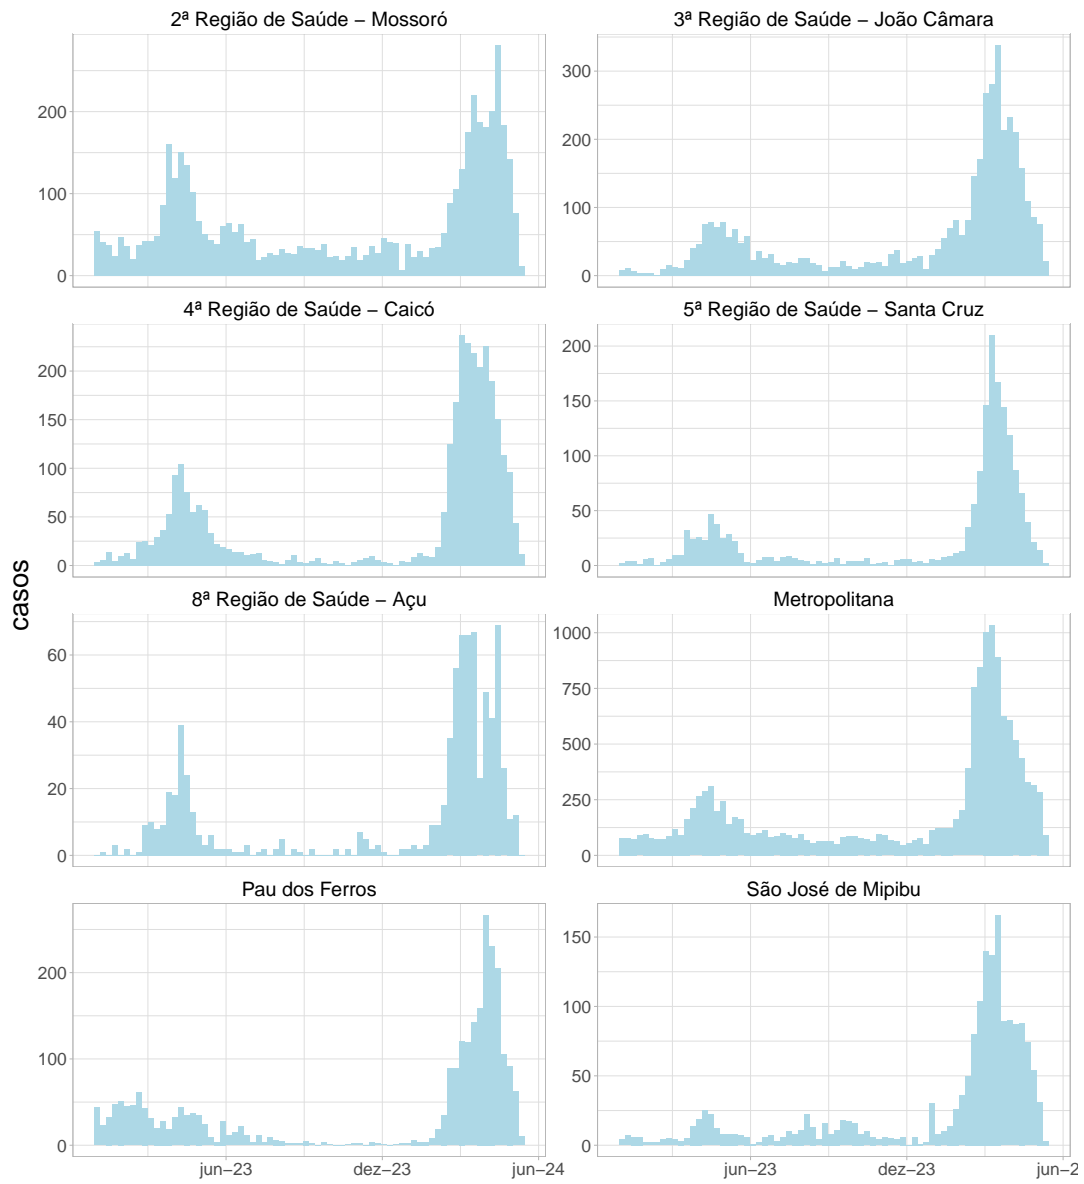 2ª Região de Saúde – Mossoró
3ª Região de Saúde – João Câmara
200
100
0
300
200
100
0
4ª Região de Saúde – Caicó
5ª Região de Saúde – Santa Cruz
200
150
100
50
0
200
150
100
50
0
casos
8ª Região de Saúde – Açu
Metropolitana
60
40
20
0
1000
750
500
250
0
Pau dos Ferros
São José de Mipibu
200
100
0
150
100
50
0
jun–23
dez–23
jun–24
jun–23
dez–23
jun–2